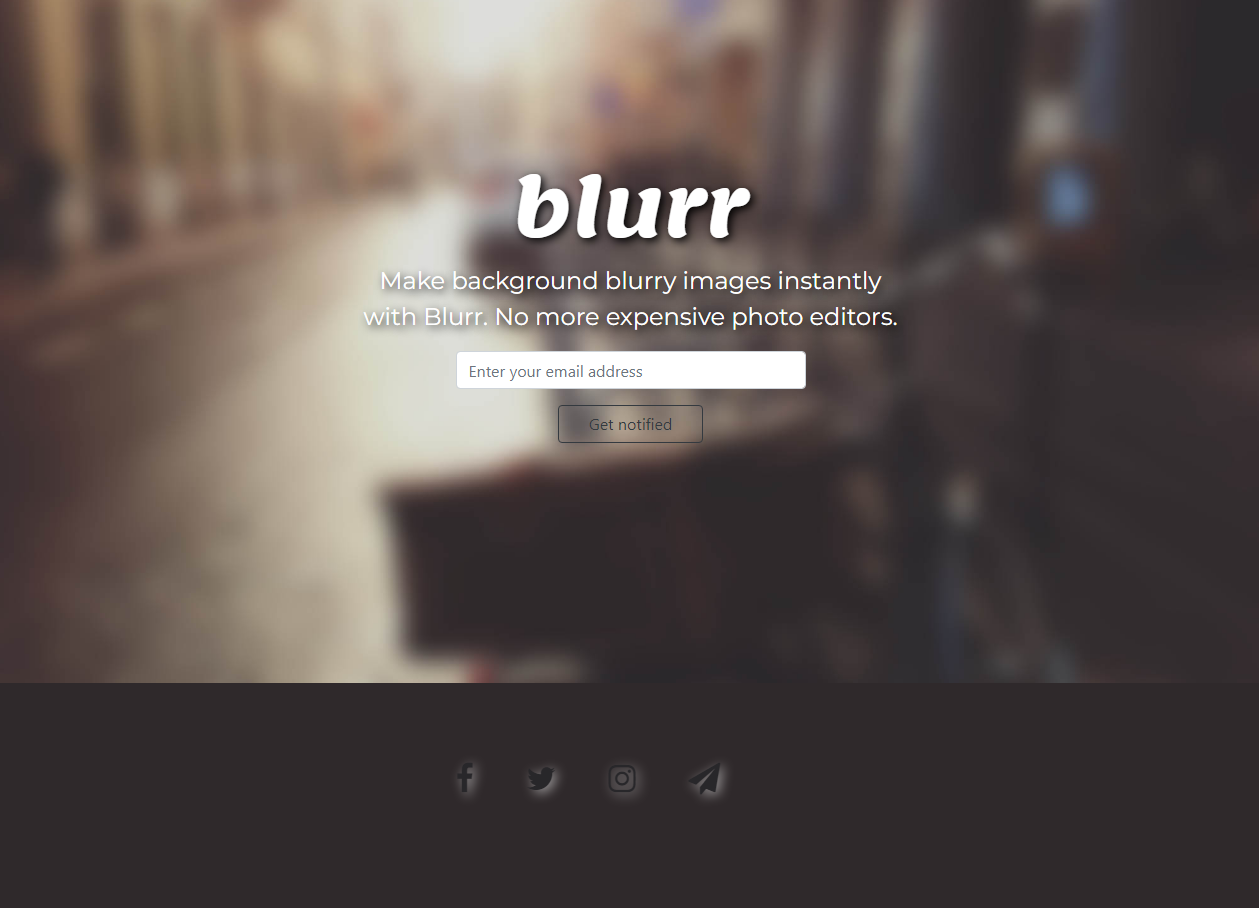 blurr
Make background blurry images instantly
with Blurr. No more expensive photo editors.
Enter your email address
Get notified